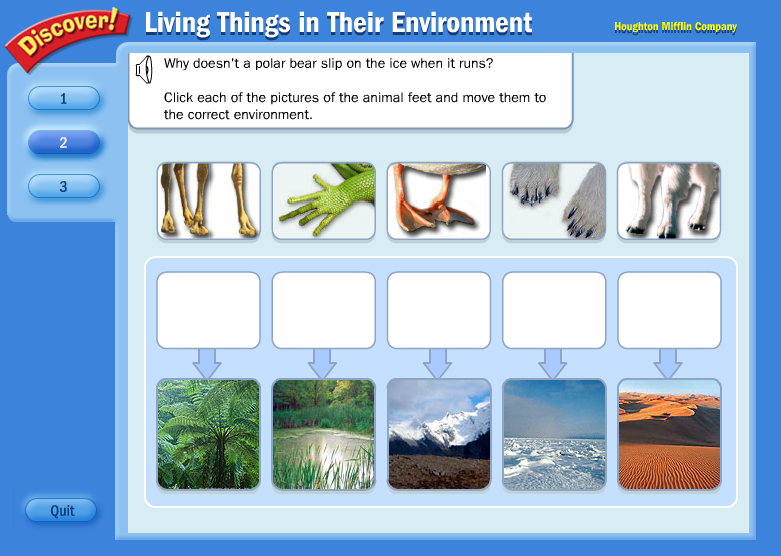 Discover!
Living Things in Their Environment
Houghton Mifflin Company
Why doesn't a polar bear slip on the ice when it runs?
Click each of the pictures of the animal feet and move them to
the correct environment.
1
2
3
Quit